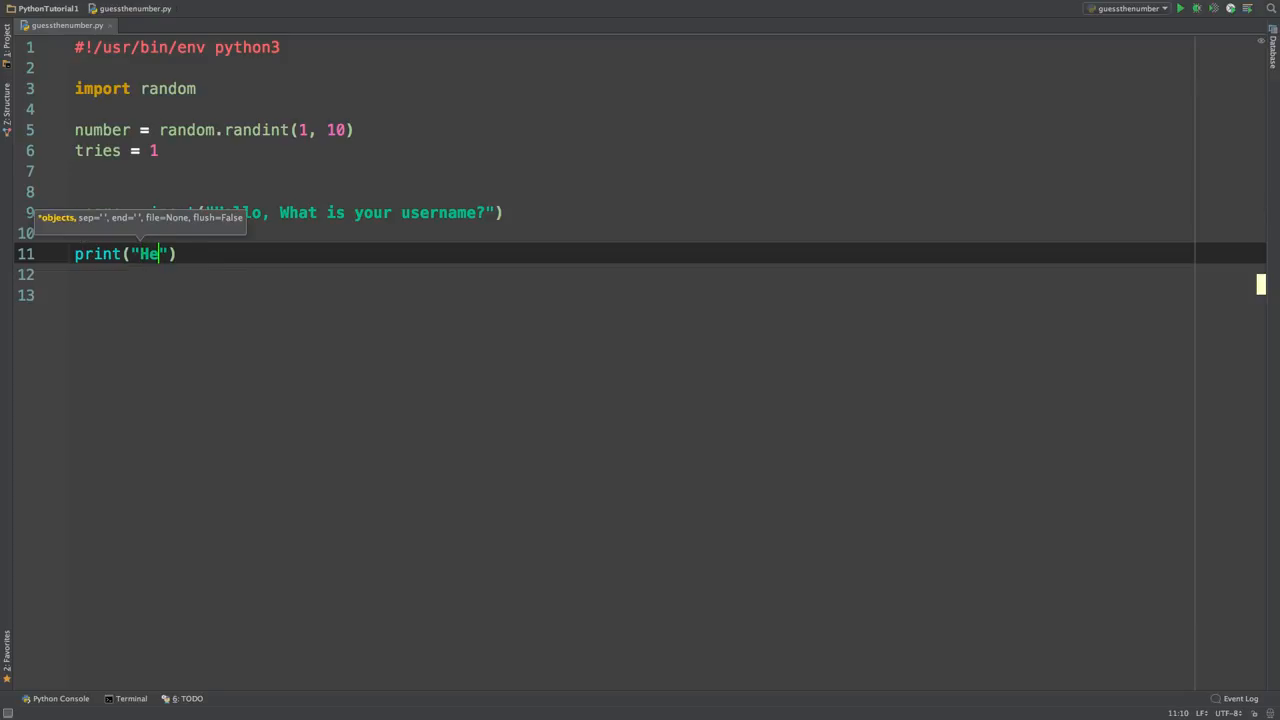 PythonTutorial1 guessthenumber.py guessthenumber
guessthenumber.py
1: Project
Z: Structure
2: Favorites
Database
1 #!/usr/bin/env python3
2
3 import random
4
5 number = random.randint(1, 10)
6 tries = 1
7
8
9 lo, What is your username?")
*objects, sep=' ', end=' ', file=None, flush=False
10
11 print("He")
12
13
Python Console Terminal 6: TODO Event Log
11:10 LF UTF-8